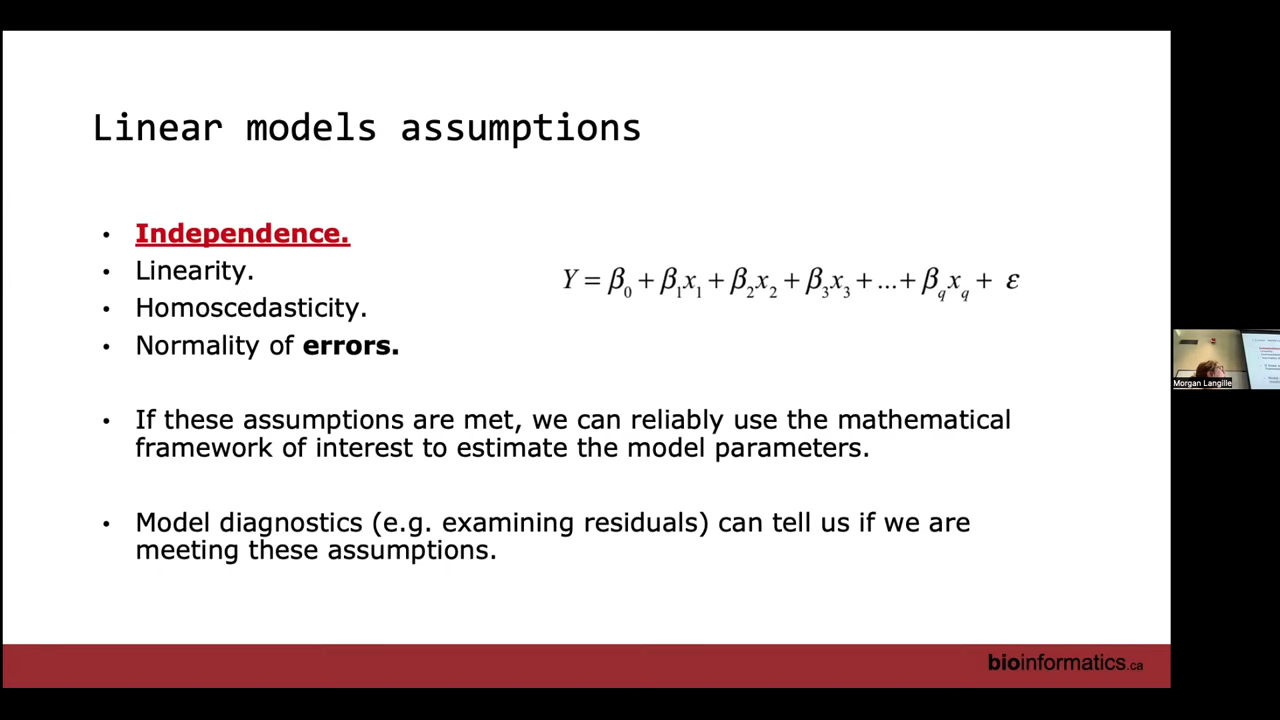 Linear models assumptions
• Independence.
• Linearity.
• Homoscedasticity.
• Normality of errors.
Y = β0 + β1x1 + β2x2 + β3x3 + ... + βqxq + ε
• If these assumptions are met, we can reliably use the mathematical
framework of interest to estimate the model parameters.
• Model diagnostics (e.g. examining residuals) can tell us if we are
meeting these assumptions.
Morgan Langille
bioinformatics.ca